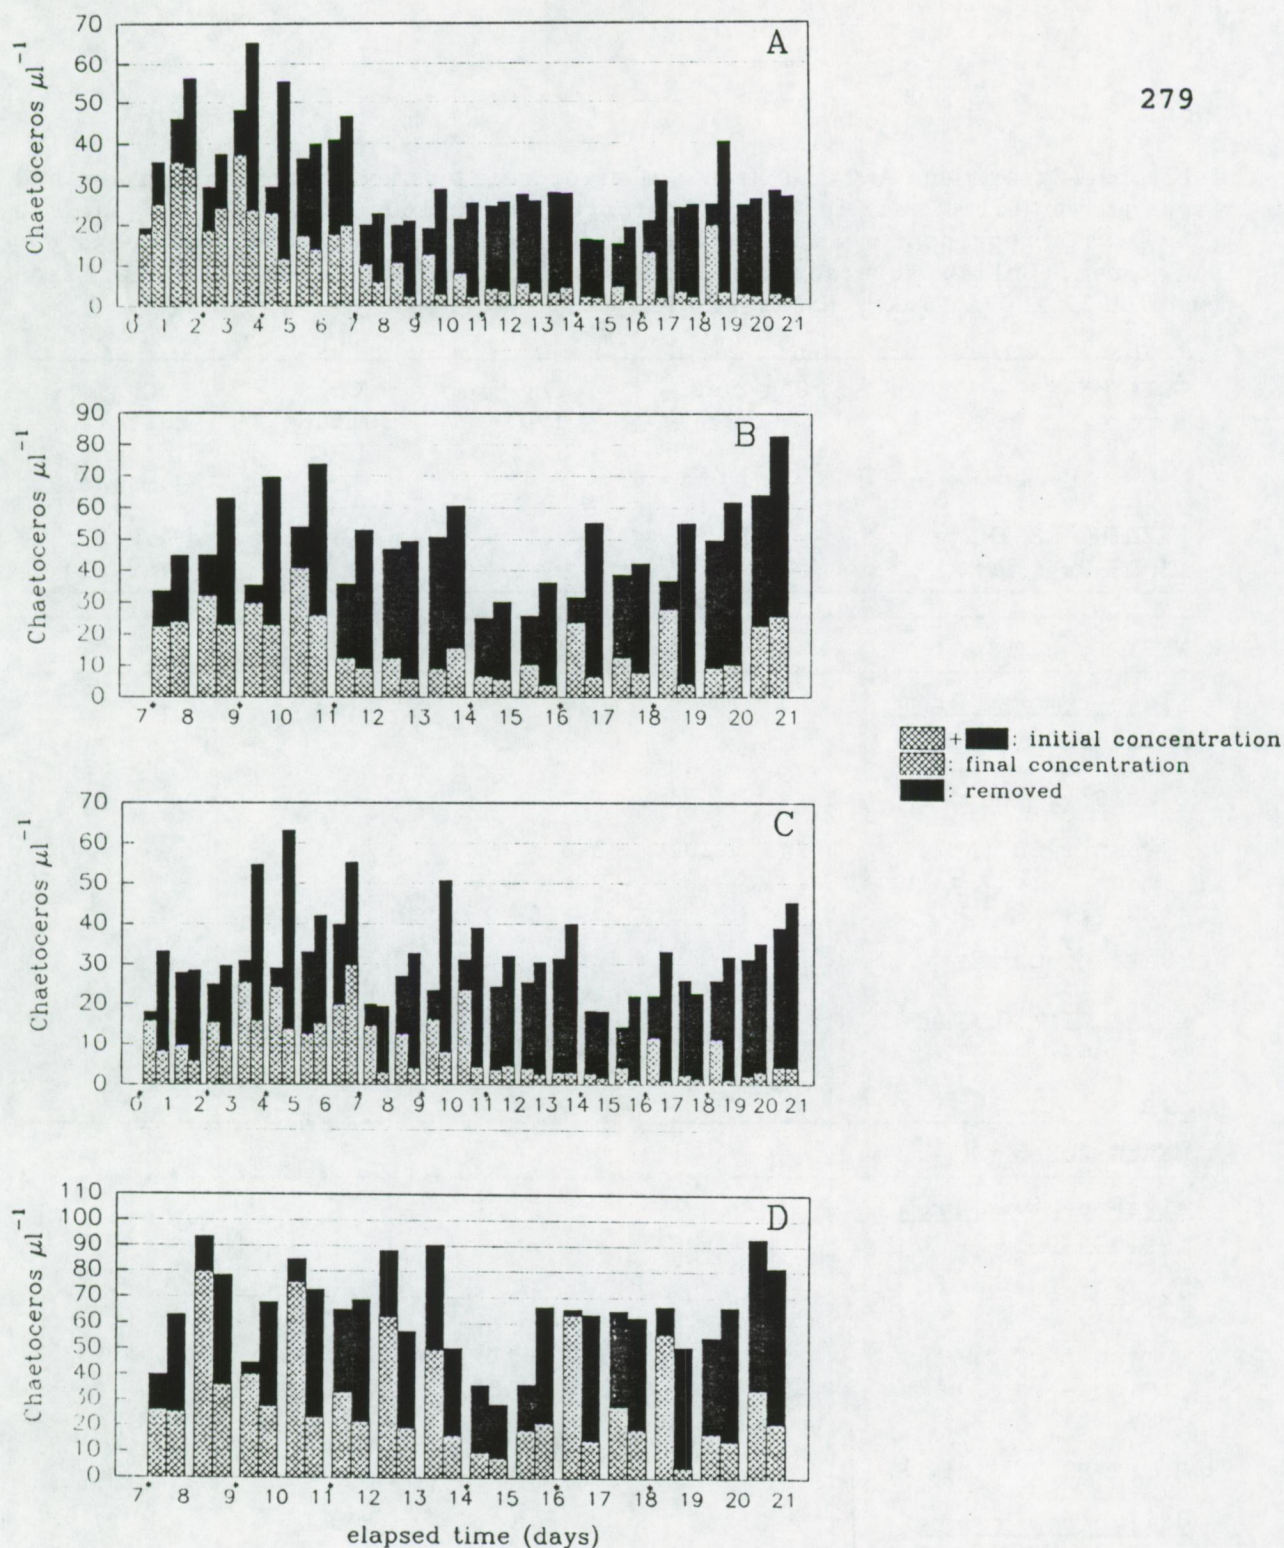 279
A
Chaetoceros µl⁻¹
70
60
50
40
30
20
10
0
0* 1 2* 3 4* 5 6 7* 8 9* 10 11* 12 13 14* 15 16* 17 18* 19 20 21
B
Chaetoceros µl⁻¹
90
80
70
60
50
40
30
20
10
0
7* 8 9* 10 11* 12 13 14* 15 16* 17 18* 19 20 21
+ : initial concentration
: final concentration
: removed
C
Chaetoceros µl⁻¹
70
60
50
40
30
20
10
0
0* 1 2* 3 4* 5 6 7* 8 9* 10 11* 12 13 14* 15 16* 17 18* 19 20 21
D
Chaetoceros µl⁻¹
110
100
90
80
70
60
50
40
30
20
10
0
7* 8 9* 10 11* 12 13 14* 15 16* 17 18* 19 20 21
elapsed time (days)